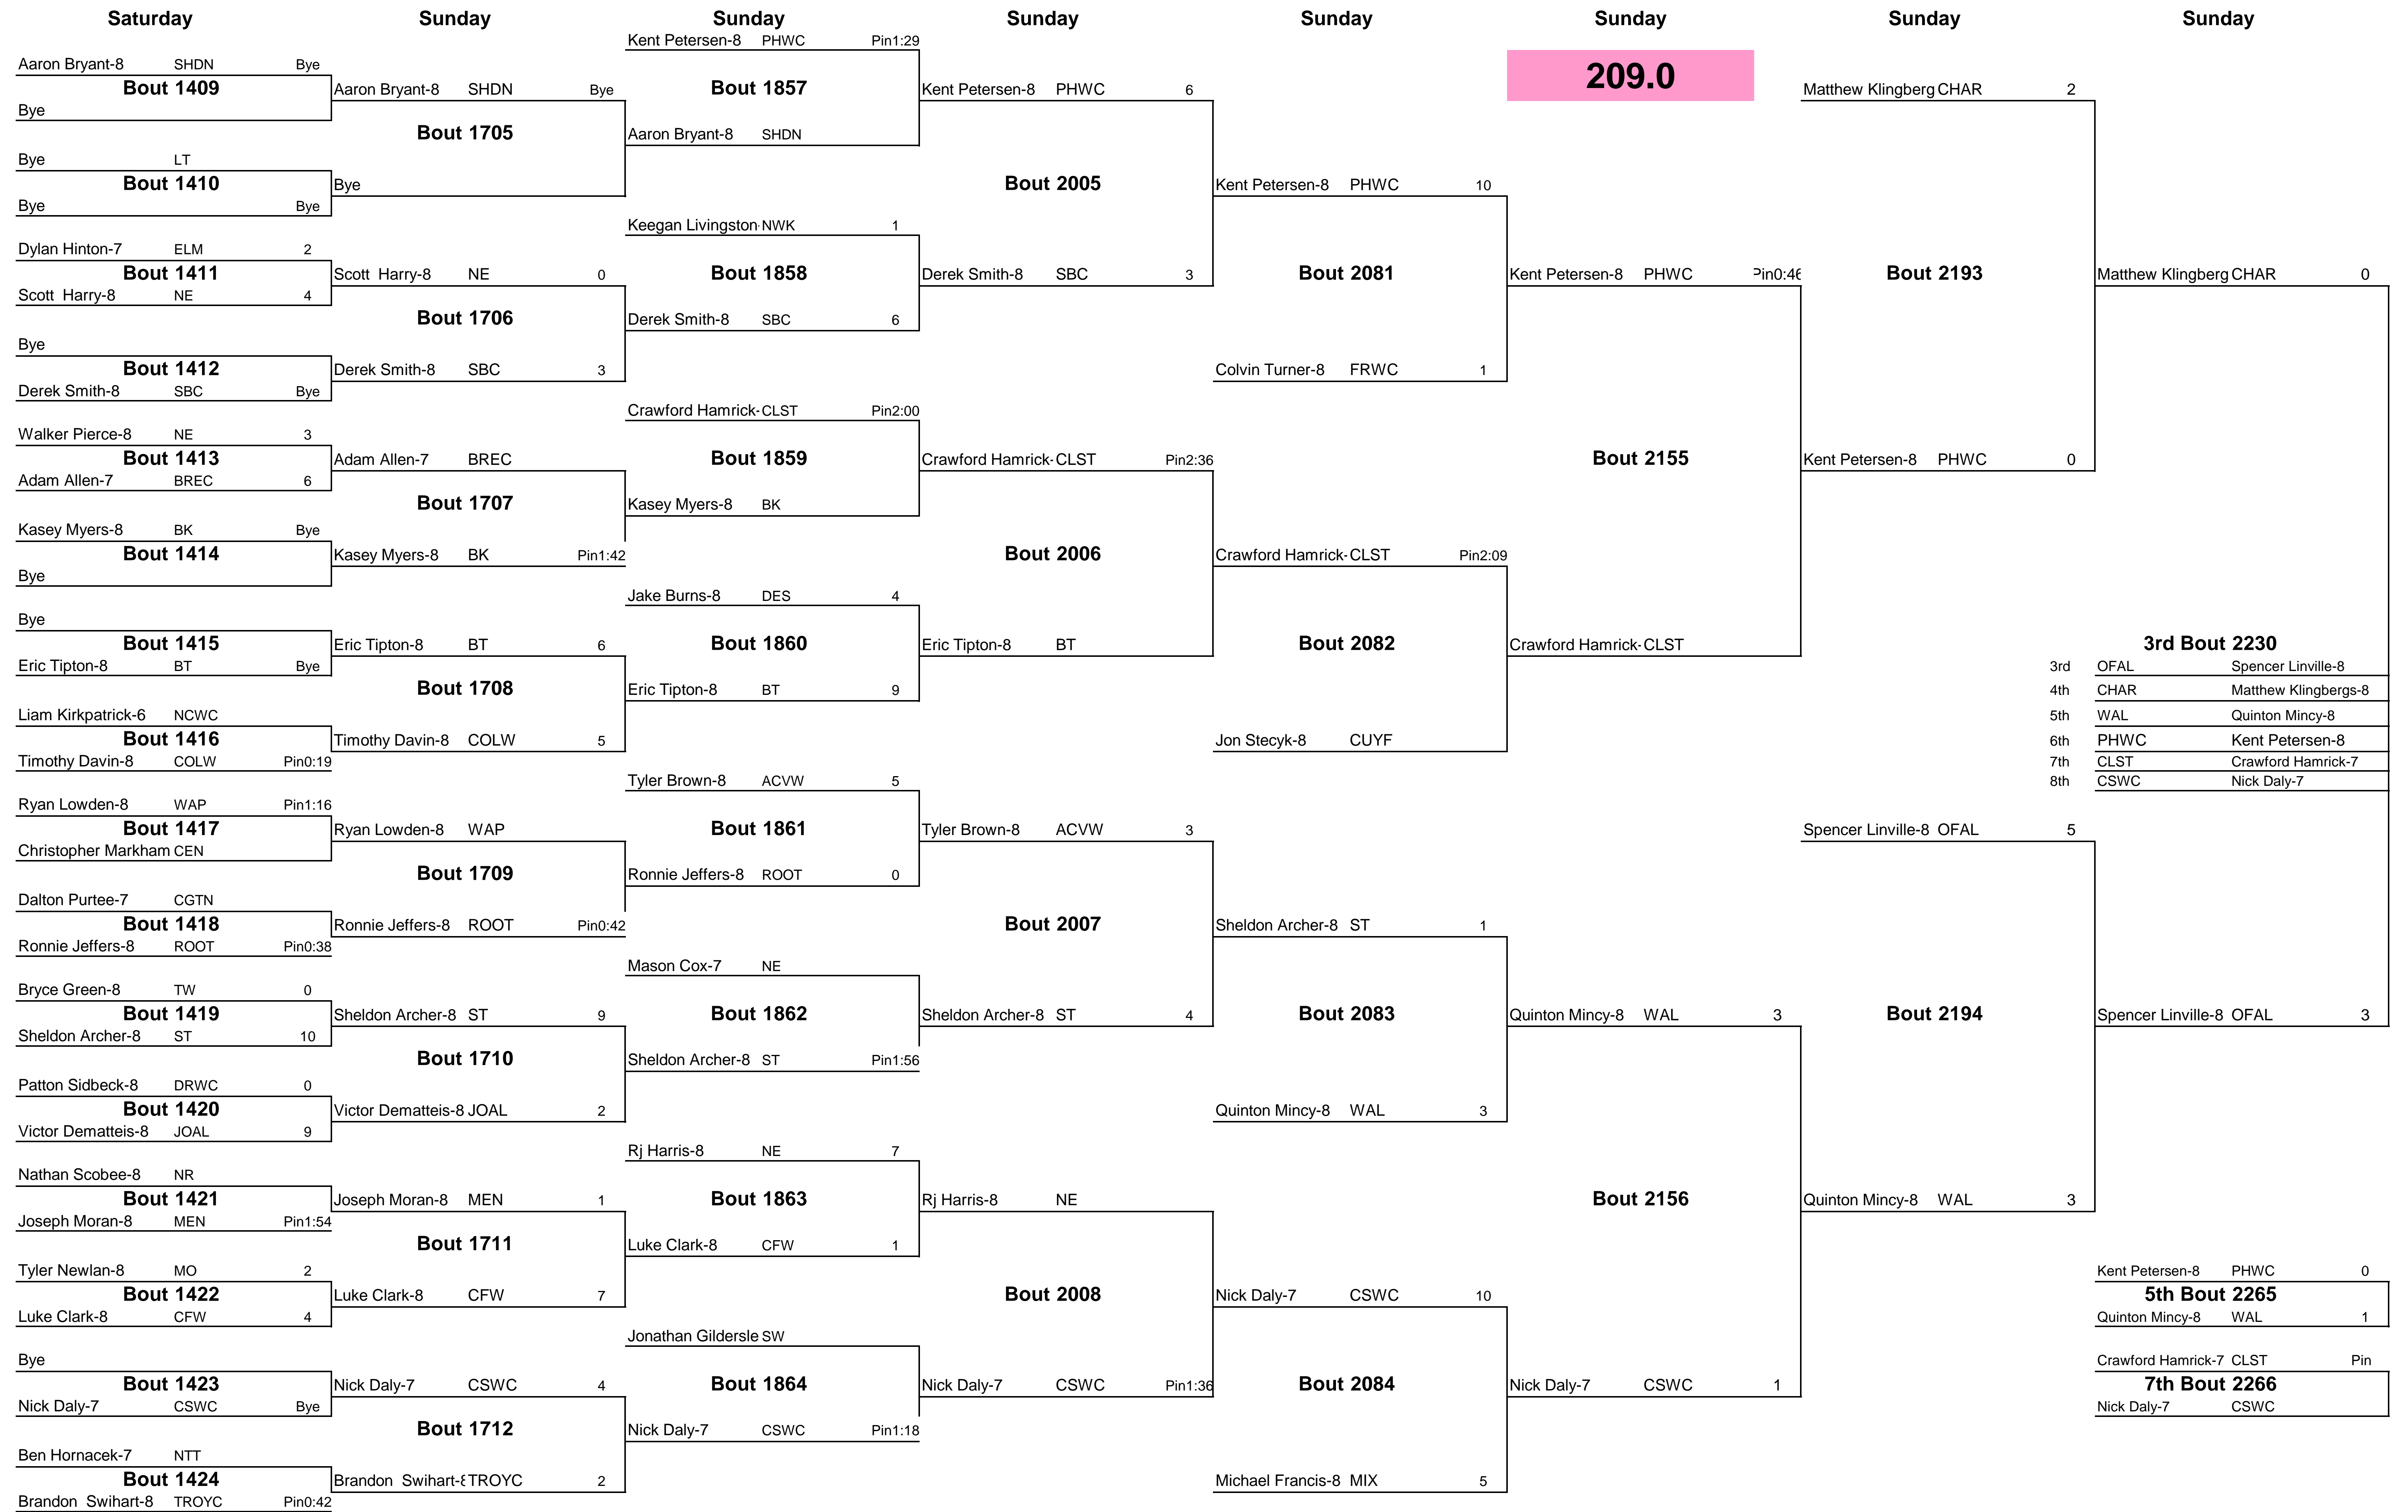 Saturday Sunday Sunday Sunday Sunday Sunday Sunday Sunday
Aaron Bryant-8 SHDN Bye
Bout 1409
Bye
Bye LT
Bout 1410
Bye Bye
Dylan Hinton-7 ELM 2
Bout 1411
Scott  Harry-8 NE 4
Bye
Bout 1412
Derek Smith-8 SBC Bye
Walker Pierce-8 NE 3
Bout 1413
Adam Allen-7 BREC 6
Kasey Myers-8 BK Bye
Bout 1414
Bye
Bye
Bout 1415
Eric Tipton-8 BT Bye
Liam Kirkpatrick-6 NCWC
Bout 1416
Timothy Davin-8 COLW Pin0:19
Ryan Lowden-8 WAP Pin1:16
Bout 1417
Christopher Markham CEN
Dalton Purtee-7 CGTN
Bout 1418
Ronnie Jeffers-8 ROOT Pin0:38
Bryce Green-8 TW 0
Bout 1419
Sheldon Archer-8 ST 10
Patton Sidbeck-8 DRWC 0
Bout 1420
Victor Dematteis-8 JOAL 9
Nathan Scobee-8 NR
Bout 1421
Joseph Moran-8 MEN Pin1:54
Tyler Newlan-8 MO 2
Bout 1422
Luke Clark-8 CFW 4
Bye
Bout 1423
Nick Daly-7 CSWC Bye
Ben Hornacek-7 NTT
Bout 1424
Brandon  Swihart-8 TROYC Pin0:42
Aaron Bryant-8 SHDN Bye
Bout 1705
Bye
Scott  Harry-8 NE 0
Bout 1706
Derek Smith-8 SBC 3
Adam Allen-7 BREC
Bout 1707
Kasey Myers-8 BK Pin1:42
Eric Tipton-8 BT 6
Bout 1708
Timothy Davin-8 COLW 5
Ryan Lowden-8 WAP
Bout 1709
Ronnie Jeffers-8 ROOT Pin0:42
Sheldon Archer-8 ST 9
Bout 1710
Victor Dematteis-8 JOAL 2
Joseph Moran-8 MEN 1
Bout 1711
Luke Clark-8 CFW 7
Nick Daly-7 CSWC 4
Bout 1712
Brandon  Swihart-8 TROYC 2
Kent Petersen-8 PHWC Pin1:29
Bout 1857
Aaron Bryant-8 SHDN
Keegan Livingston- NWK 1
Bout 1858
Derek Smith-8 SBC 6
Crawford Hamrick- CLST Pin2:00
Bout 1859
Kasey Myers-8 BK
Jake Burns-8 DES 4
Bout 1860
Eric Tipton-8 BT 9
Tyler Brown-8 ACVW 5
Bout 1861
Ronnie Jeffers-8 ROOT 0
Mason Cox-7 NE
Bout 1862
Sheldon Archer-8 ST Pin1:56
Rj Harris-8 NE 7
Bout 1863
Luke Clark-8 CFW 1
Jonathan Gildersle SW
Bout 1864
Nick Daly-7 CSWC Pin1:18
Kent Petersen-8 PHWC 6
Bout 2005
Derek Smith-8 SBC 3
Crawford Hamrick- CLST Pin2:36
Bout 2006
Eric Tipton-8 BT
Tyler Brown-8 ACVW 3
Bout 2007
Sheldon Archer-8 ST 4
Rj Harris-8 NE
Bout 2008
Nick Daly-7 CSWC Pin1:36
Kent Petersen-8 PHWC 10
Bout 2081
Colvin Turner-8 FRWC 1
Crawford Hamrick- CLST Pin2:09
Bout 2082
Jon Stecyk-8 CUYF
Sheldon Archer-8 ST 1
Bout 2083
Quinton Mincy-8 WAL 3
Nick Daly-7 CSWC 10
Bout 2084
Michael Francis-8 MIX 5
209.0
Kent Petersen-8 PHWC Pin0:46
Bout 2155
Crawford Hamrick- CLST
Quinton Mincy-8 WAL 3
Bout 2156
Nick Daly-7 CSWC 1
Matthew Klingberg CHAR 2
Bout 2193
Kent Petersen-8 PHWC 0
Spencer Linville-8 OFAL 5
Bout 2194
Quinton Mincy-8 WAL 3
Matthew Klingberg CHAR 0
3rd Bout 2230
3rd OFAL Spencer Linville-8
4th CHAR Matthew Klingbergs-8
5th WAL Quinton Mincy-8
6th PHWC Kent Petersen-8
7th CLST Crawford Hamrick-7
8th CSWC Nick Daly-7
Spencer Linville-8 OFAL 3
Kent Petersen-8 PHWC 0
5th Bout 2265
Quinton Mincy-8 WAL 1
Crawford Hamrick-7 CLST Pin
7th Bout 2266
Nick Daly-7 CSWC